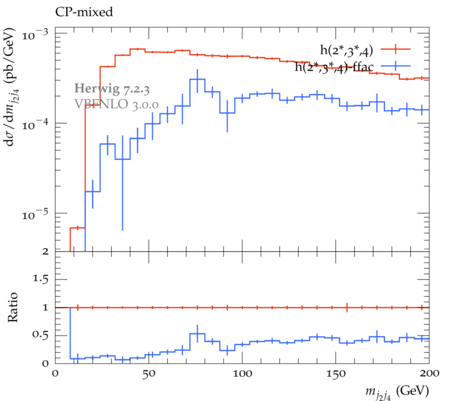 CP-mixed
dσ/dm_{j₂j₄} (pb/GeV)
10⁻³
h(2*,3*,4)
h(2*,3*,4)-ffac
Herwig 7.2.3
VBFNLO 3.0.0
10⁻⁴
10⁻⁵
2
Ratio
1.5
1
0.5
0
0 50 100 150 200
m_{j₂j₄} (GeV)